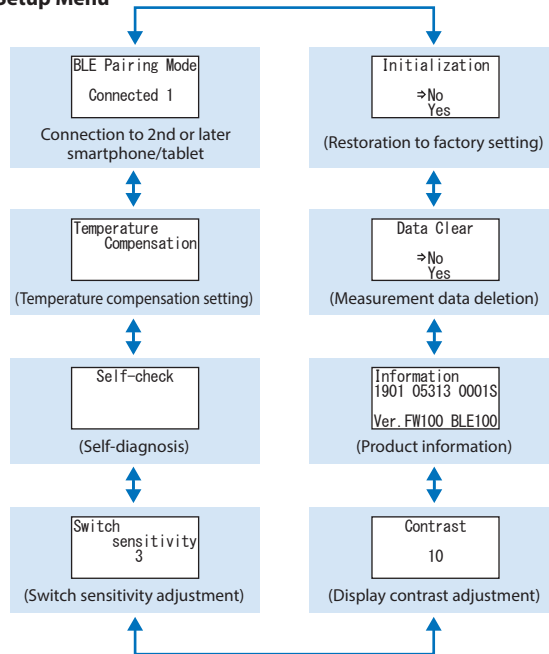 Setup Menu
BLE Pairing Mode
Connected 1
Connection to 2nd or later
smartphone/tablet
Temperature
Compensation
(Temperature compensation setting)
Self-check
(Self-diagnosis)
Switch
sensitivity
3
(Switch sensitivity adjustment)
Initialization
⇒No
Yes
(Restoration to factory setting)
Data Clear
⇒No
Yes
(Measurement data deletion)
Information
1901 05313 0001S
Ver.FW100 BLE100
(Product information)
Contrast
10
(Display contrast adjustment)